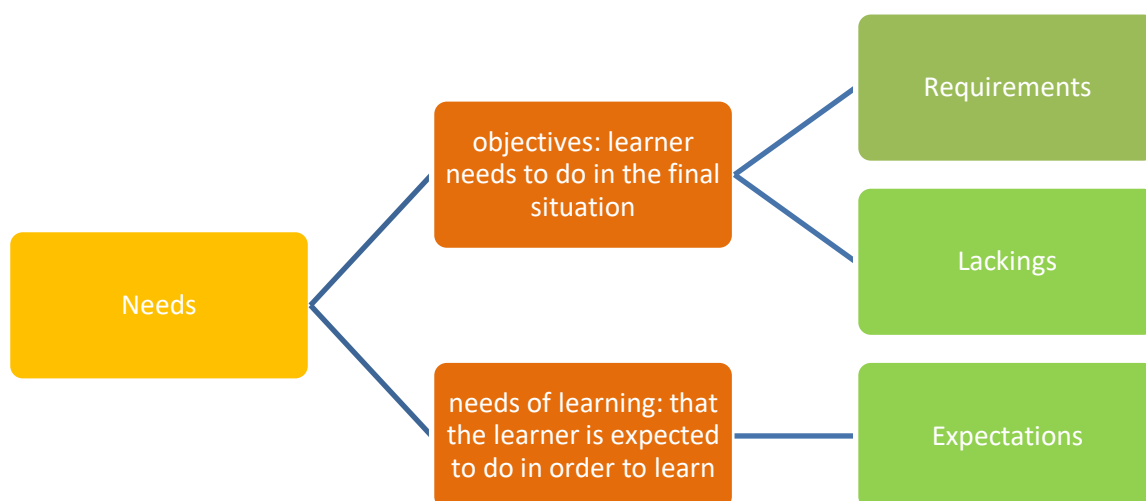 Needs
objectives: learner
needs to do in the final
situation
needs of learning: that
the learner is expected
to do in order to learn
Requirements
Lackings
Expectations